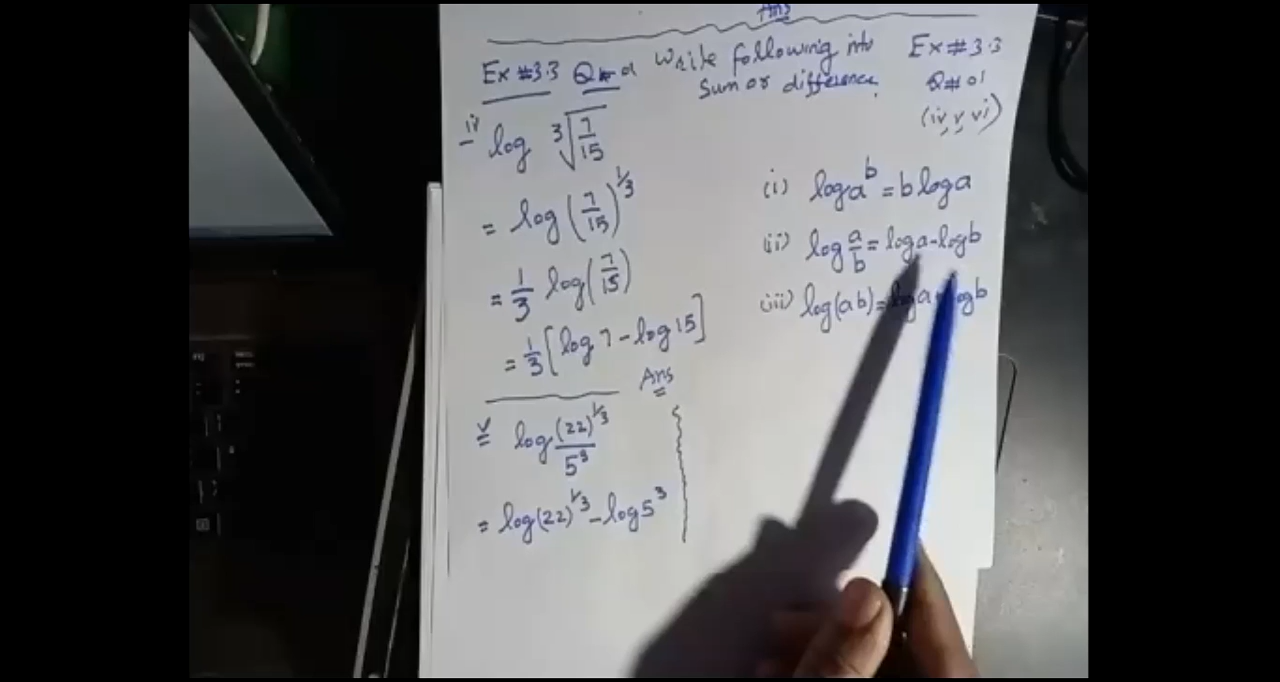 Ans
Ex #3.3 Q
Write following into
Sum or difference.
Ex #3.3
Q#01
(iv, v, vi)
iv log ∛(7/15)
= log (7/15)^1/3
= 1/3 log (7/15)
= 1/3 [log 7 - log 15]
Ans
v log (22)^1/3 / 5^3
= log (22)^1/3 - log 5^3
(i) log a^b = b log a
(ii) log a/b = log a - log b
(iii) log (ab) = log a log b